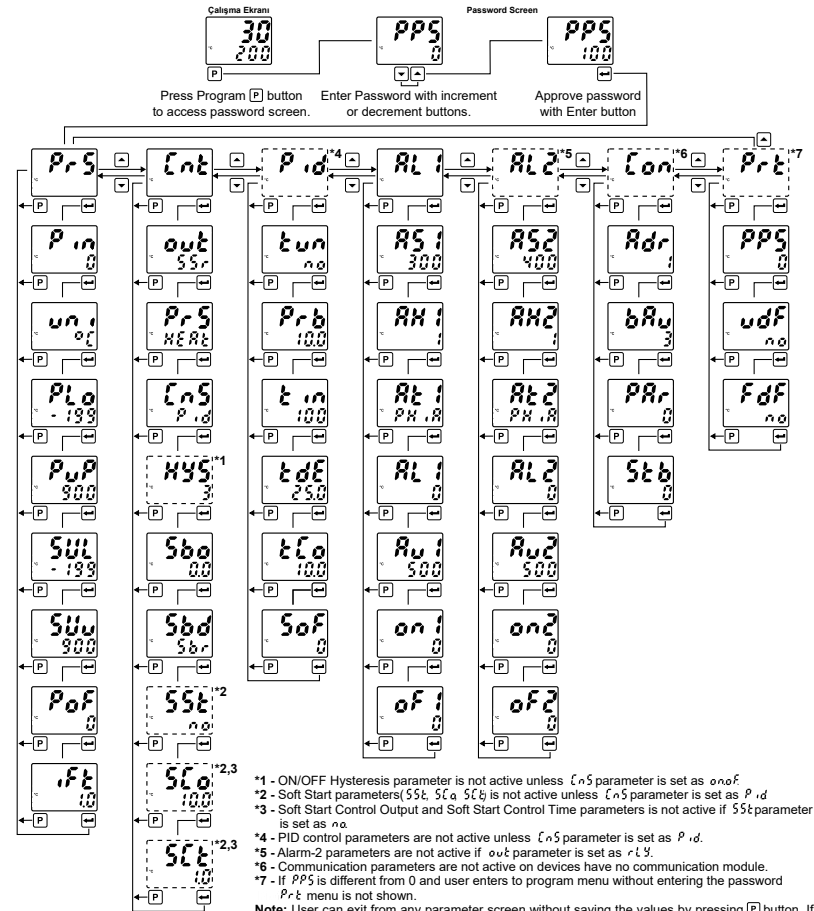 Çalışma Ekranı
Password Screen
30
°C
200
PPS
°C
0
PPS
°C
100
P
Press Program P button
to access password screen.
Enter Password with increment
or decrement buttons.
Approve password
with Enter button
PrS Cnt Pid *4 AL1 AL2 *5 Con *6 Prt *7
P P P P P P P
Pin 0 out SSr tun no AS1 300 AS2 400 Adr 1 PPS 0
P P P P P P P
uni °C PrS HEAt Prb 10.0 AH1 1 AH2 1 bAu 3 udF no
P P P P P P P
PLo -199 CnS Pid tin 100 At1 PH.iA At2 PH.iA PAr 0 FdF no
P P P P P P P
PuP 900 HYS 3 *1 tdE 25.0 AL1 0 AL2 0 Stb 0
P P P P P P
SUL -199 Sbo 0.0 tCo 10.0 Au1 500 Au2 500
P P P P P
SUu 900 Sbd Sbr SoF 0 on1 0 on2 0
P P P P P
PoF 0 SSt no *2 oF1 0 oF2 0
P P P P
iFt 1.0 SCo 10.0 *2,3
P P
SCt 1.0 *2,3
P
*1 - ON/OFF Hysteresis parameter is not active unless CnS parameter is set as onoF.
*2 - Soft Start parameters(SSt, SCo, SCt) is not active unless CnS parameter is set as Pid
*3 - Soft Start Control Output and Soft Start Control Time parameters is not active if SSt parameter
is set as no.
*4 - PID control parameters are not active unless CnS parameter is set as Pid.
*5 - Alarm-2 parameters are not active if out parameter is set as rLY.
*6 - Communication parameters are not active on devices have no communication module.
*7 - If PPS is different from 0 and user enters to program menu without entering the password
Prt menu is not shown.
Note: User can exit from any parameter screen without saving the values by pressing P button. If